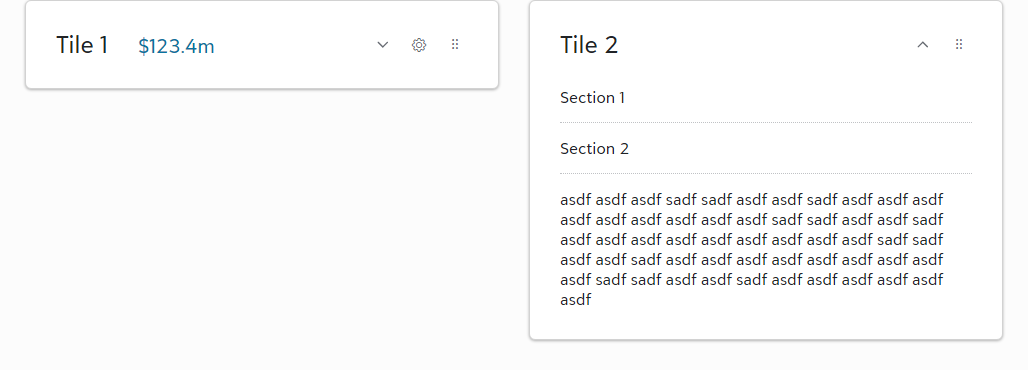 Tile 1 $123.4m
Tile 2
Section 1
Section 2
asdf asdf asdf sadf sadf asdf asdf sadf asdf asdf asdf
asdf asdf asdf asdf asdf asdf sadf sadf asdf asdf sadf
asdf asdf asdf asdf asdf asdf asdf asdf asdf sadf sadf
asdf asdf sadf asdf asdf asdf asdf asdf asdf asdf asdf
asdf sadf sadf asdf asdf sadf asdf asdf asdf asdf asdf
asdf